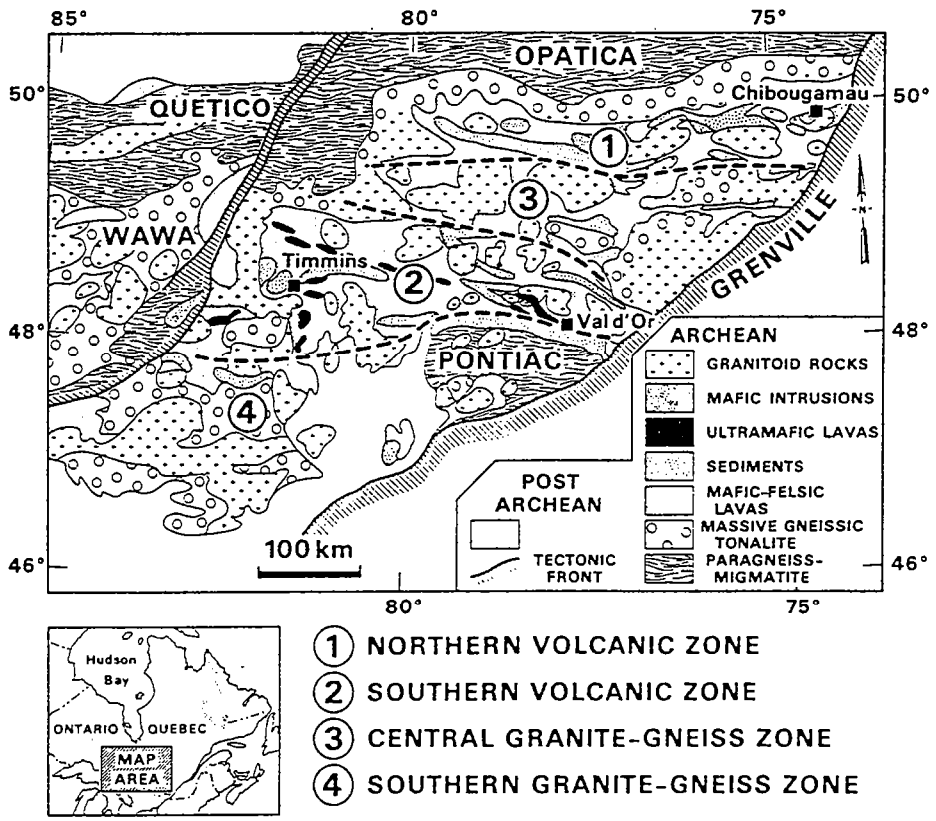 85°
80°
75°
OPATICA
Chibougamau
50°
50°
QUETICO
1
3
WAWA
GRENVILLE
N
Timmins
2
48°
Val d'Or
48°
PONTIAC
4
ARCHEAN
GRANITOID ROCKS
MAFIC INTRUSIONS
ULTRAMAFIC LAVAS
SEDIMENTS
MAFIC-FELSIC
LAVAS
MASSIVE GNEISSIC
TONALITE
PARAGNEISS-
MIGMATITE
POST
ARCHEAN
TECTONIC
FRONT
100 km
46°
46°
80°
75°
Hudson
Bay
ONTARIO
QUEBEC
MAP
AREA
1 NORTHERN VOLCANIC ZONE
2 SOUTHERN VOLCANIC ZONE
3 CENTRAL GRANITE-GNEISS ZONE
4 SOUTHERN GRANITE-GNEISS ZONE